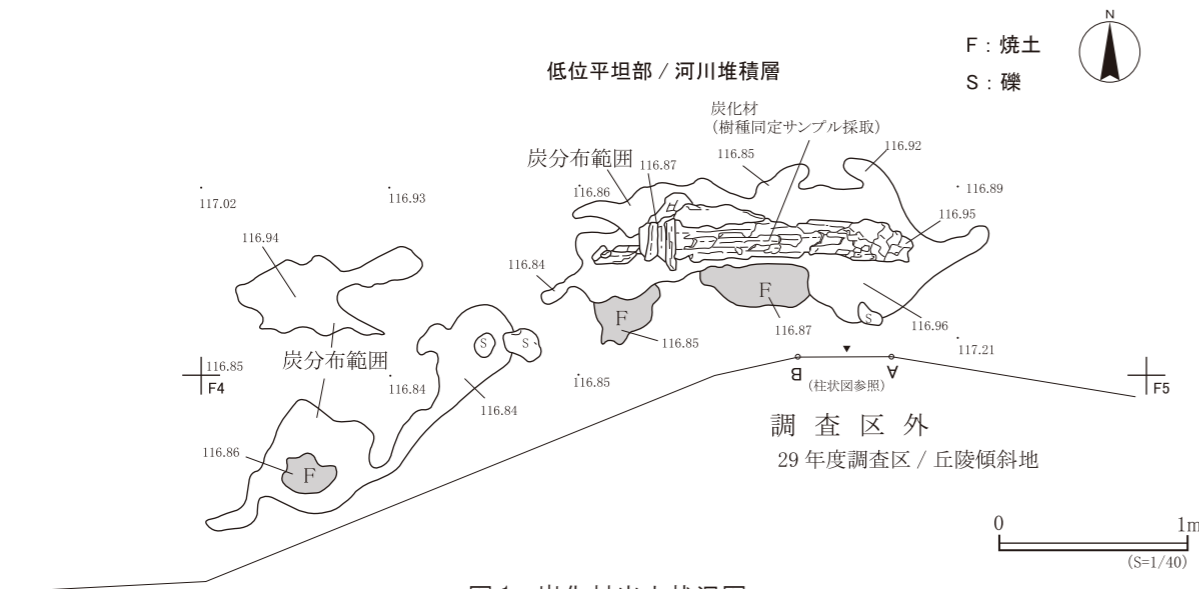 N
F：焼土
S：礫
低位平坦部 / 河川堆積層
炭化材
（樹種同定サンプル採取）
116.92
炭分布範囲
116.87
116.85
117.02
116.93
116.86
116.89
116.95
116.94
116.84
F
F
116.87
S
116.96
116.85
炭分布範囲
S
S
117.21
116.85
F4
116.84
116.84
116.85
B
A
（柱状図参照）
F5
調査区外
29 年度調査区 / 丘陵傾斜地
116.86
F
0
1m
(S=1/40)